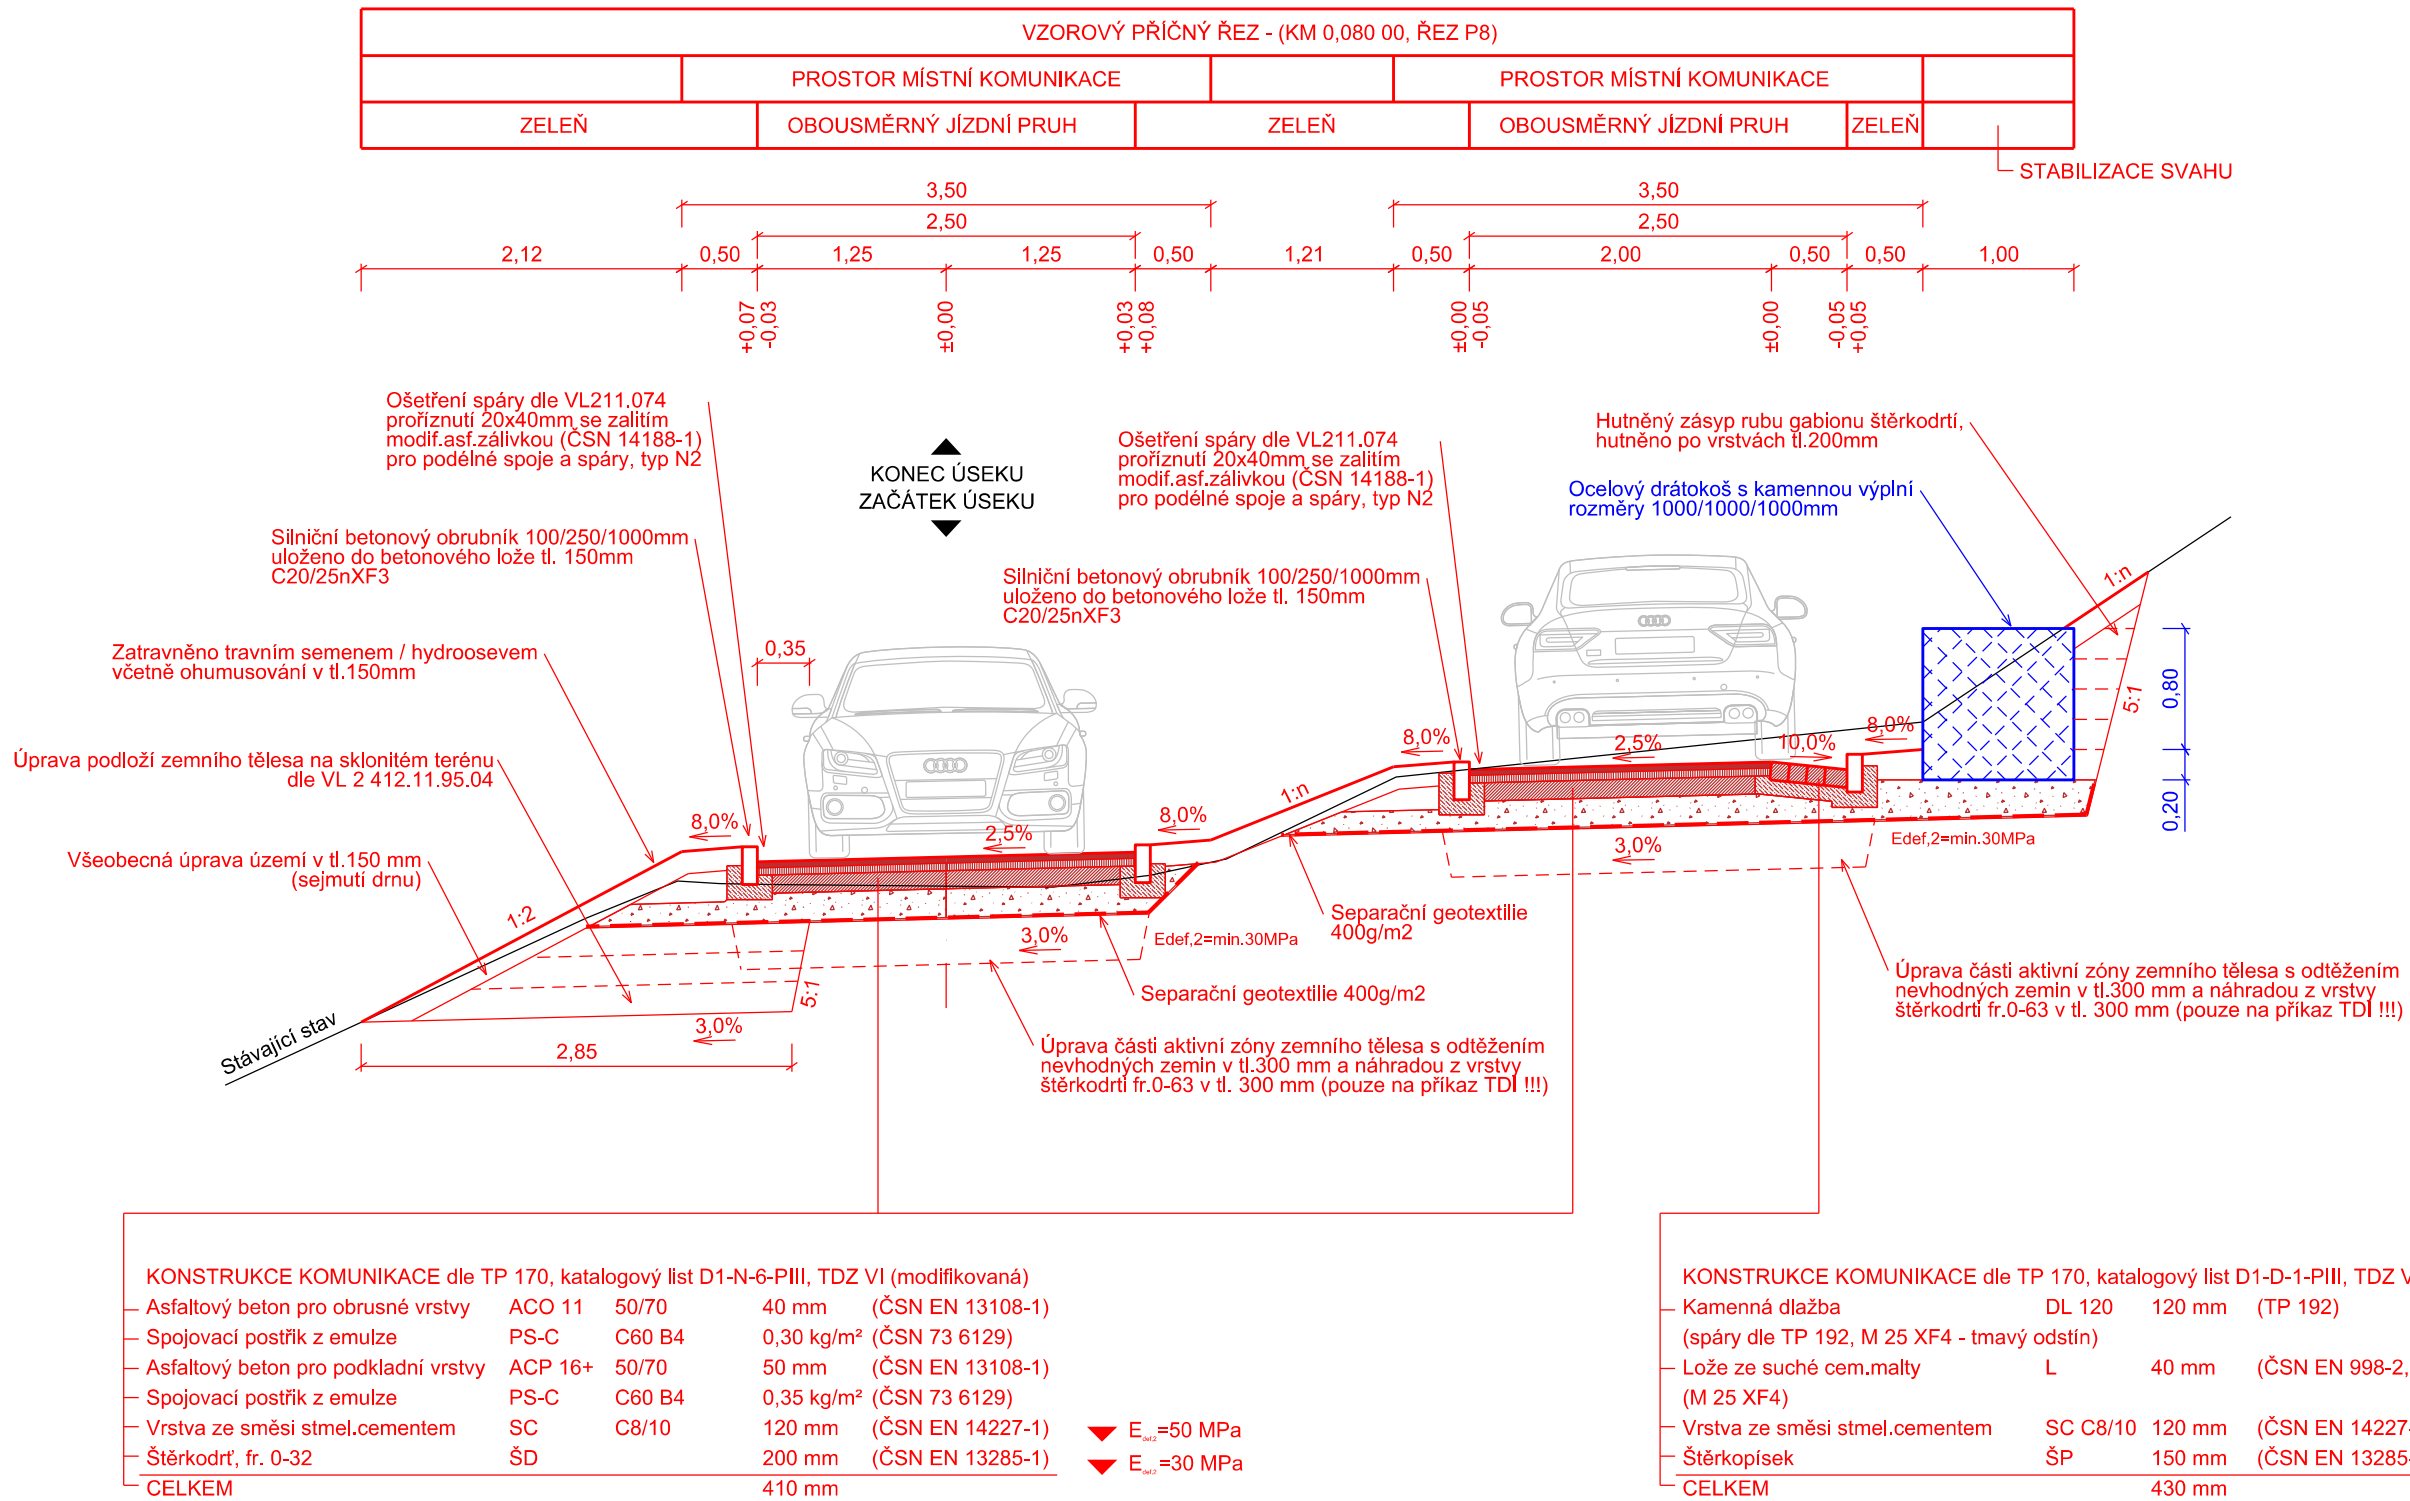 VZOROVÝ PŘÍČNÝ ŘEZ - (KM 0,080 00, ŘEZ P8)
PROSTOR MÍSTNÍ KOMUNIKACE
PROSTOR MÍSTNÍ KOMUNIKACE
ZELEŇ
OBOUSMĚRNÝ JÍZDNÍ PRUH
ZELEŇ
OBOUSMĚRNÝ JÍZDNÍ PRUH
ZELEŇ
STABILIZACE SVAHU
3,50
3,50
2,50
2,50
2,12
0,50
1,25
1,25
0,50
1,21
0,50
2,00
0,50
0,50
1,00
+0,07
-0,03
±0,00
+0,03
+0,08
±0,00
-0,05
±0,00
-0,05
+0,05
Ošetření spáry dle VL211.074
proříznutí 20x40mm se zalitím
modif.asf.zálivkou (ČSN 14188-1)
pro podélné spoje a spáry, typ N2
KONEC ÚSEKU
ZAČÁTEK ÚSEKU
Ošetření spáry dle VL211.074
proříznutí 20x40mm se zalitím
modif.asf.zálivkou (ČSN 14188-1)
pro podélné spoje a spáry, typ N2
Hutněný zásyp rubu gabionu štěrkodrtí,
hutněno po vrstvách tl.200mm
Ocelový drátokoš s kamennou výplní
rozměry 1000/1000/1000mm
Silniční betonový obrubník 100/250/1000mm
uloženo do betonového lože tl. 150mm
C20/25nXF3
Silniční betonový obrubník 100/250/1000mm
uloženo do betonového lože tl. 150mm
C20/25nXF3
Zatravněno travním semenem / hydroosevem
včetně ohumusování v tl.150mm
0,35
1:n
0,80
5:1
8,0%
2,5%
10,0%
8,0%
Úprava podloží zemního tělesa na sklonitém terénu
dle VL 2 412.11.95.04
1:n
0,20
8,0%
2,5%
8,0%
Edef,2=min.30MPa
3,0%
Všeobecná úprava území v tl.150 mm
(sejmutí drnu)
1:2
3,0%
Edef,2=min.30MPa
Separační geotextilie
400g/m2
Separační geotextilie 400g/m2
5:1
3,0%
Stávající stav
2,85
Úprava části aktivní zóny zemního tělesa s odtěžením
nevhodných zemin v tl.300 mm a náhradou z vrstvy
štěrkodrti fr.0-63 v tl. 300 mm (pouze na příkaz TDI !!!)
Úprava části aktivní zóny zemního tělesa s odtěžením
nevhodných zemin v tl.300 mm a náhradou z vrstvy
štěrkodrti fr.0-63 v tl. 300 mm (pouze na příkaz TDI !!!)
KONSTRUKCE KOMUNIKACE dle TP 170, katalogový list D1-N-6-PIII, TDZ VI (modifikovaná)
Asfaltový beton pro obrusné vrstvy ACO 11 50/70 40 mm (ČSN EN 13108-1)
Spojovací postřik z emulze PS-C C60 B4 0,30 kg/m² (ČSN 73 6129)
Asfaltový beton pro podkladní vrstvy ACP 16+ 50/70 50 mm (ČSN EN 13108-1)
Spojovací postřik z emulze PS-C C60 B4 0,35 kg/m² (ČSN 73 6129)
Vrstva ze směsi stmel.cementem SC C8/10 120 mm (ČSN EN 14227-1)
Štěrkodrť, fr. 0-32 ŠD 200 mm (ČSN EN 13285-1)
CELKEM 410 mm
E def,2 =50 MPa
E def,2 =30 MPa
KONSTRUKCE KOMUNIKACE dle TP 170, katalogový list D1-D-1-PIII, TDZ V
Kamenná dlažba DL 120 120 mm (TP 192)
(spáry dle TP 192, M 25 XF4 - tmavý odstín)
Lože ze suché cem.malty L 40 mm (ČSN EN 998-2,
(M 25 XF4)
Vrstva ze směsi stmel.cementem SC C8/10 120 mm (ČSN EN 14227-
Štěrkopísek ŠP 150 mm (ČSN EN 13285-
CELKEM 430 mm